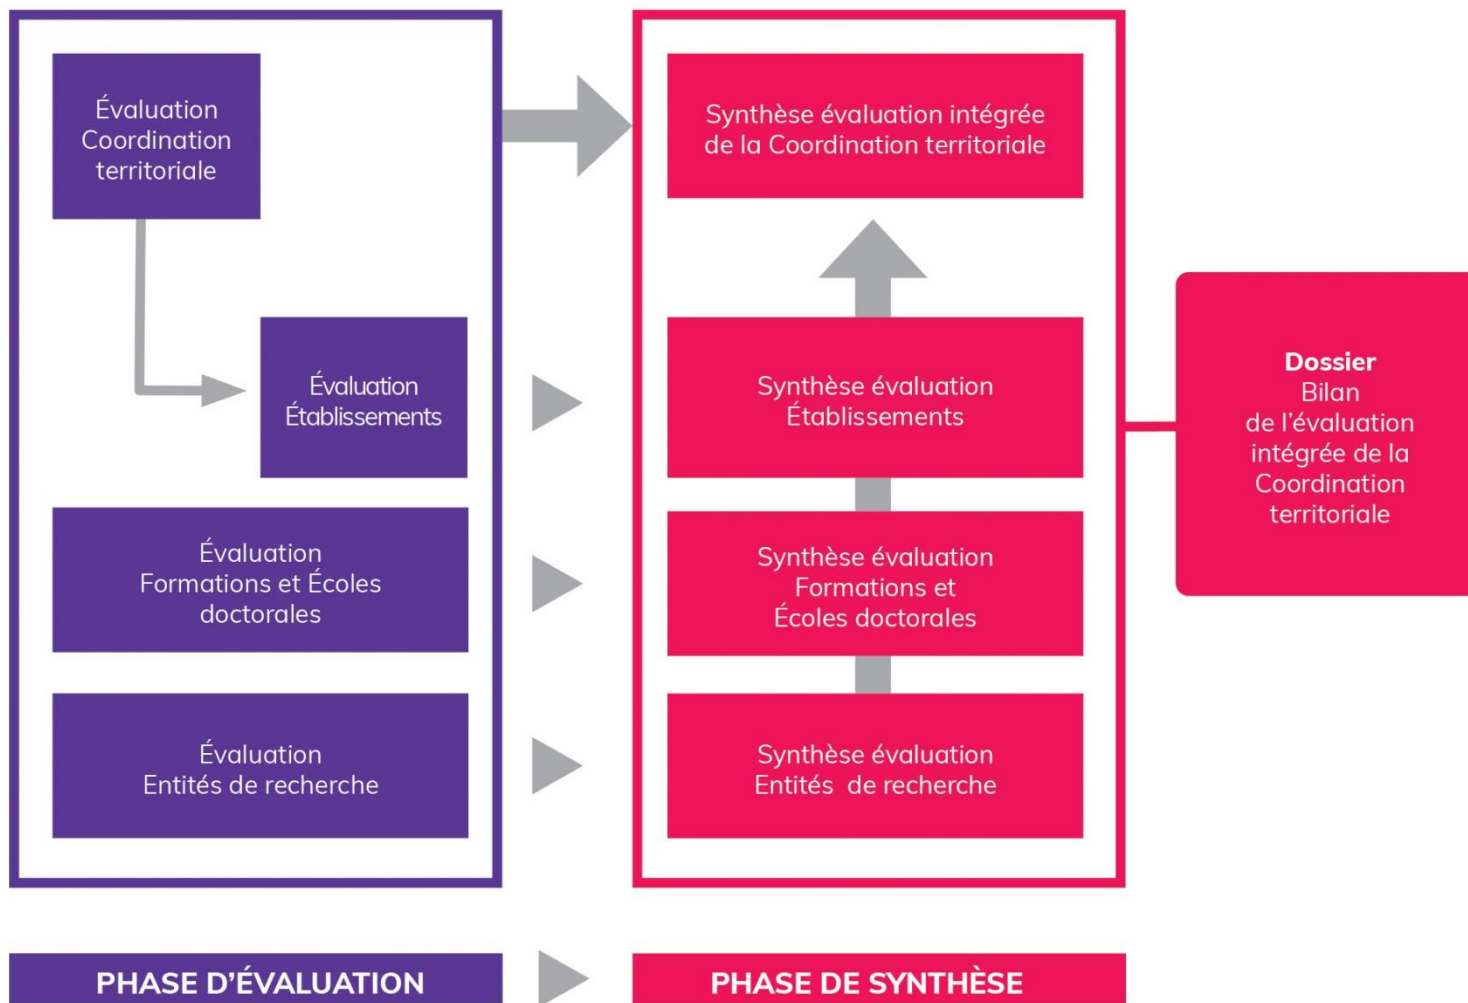 Évaluation
Coordination
territoriale
Évaluation
Établissements
Évaluation
Formations et Écoles
doctorales
Évaluation
Entités de recherche
Synthèse évaluation intégrée
de la Coordination territoriale
Synthèse évaluation
Établissements
Synthèse évaluation
Formations et
Écoles doctorales
Synthèse évaluation
Entités de recherche
Dossier
Bilan
de l’évaluation
intégrée de la
Coordination
territoriale
PHASE D’ÉVALUATION
PHASE DE SYNTHÈSE